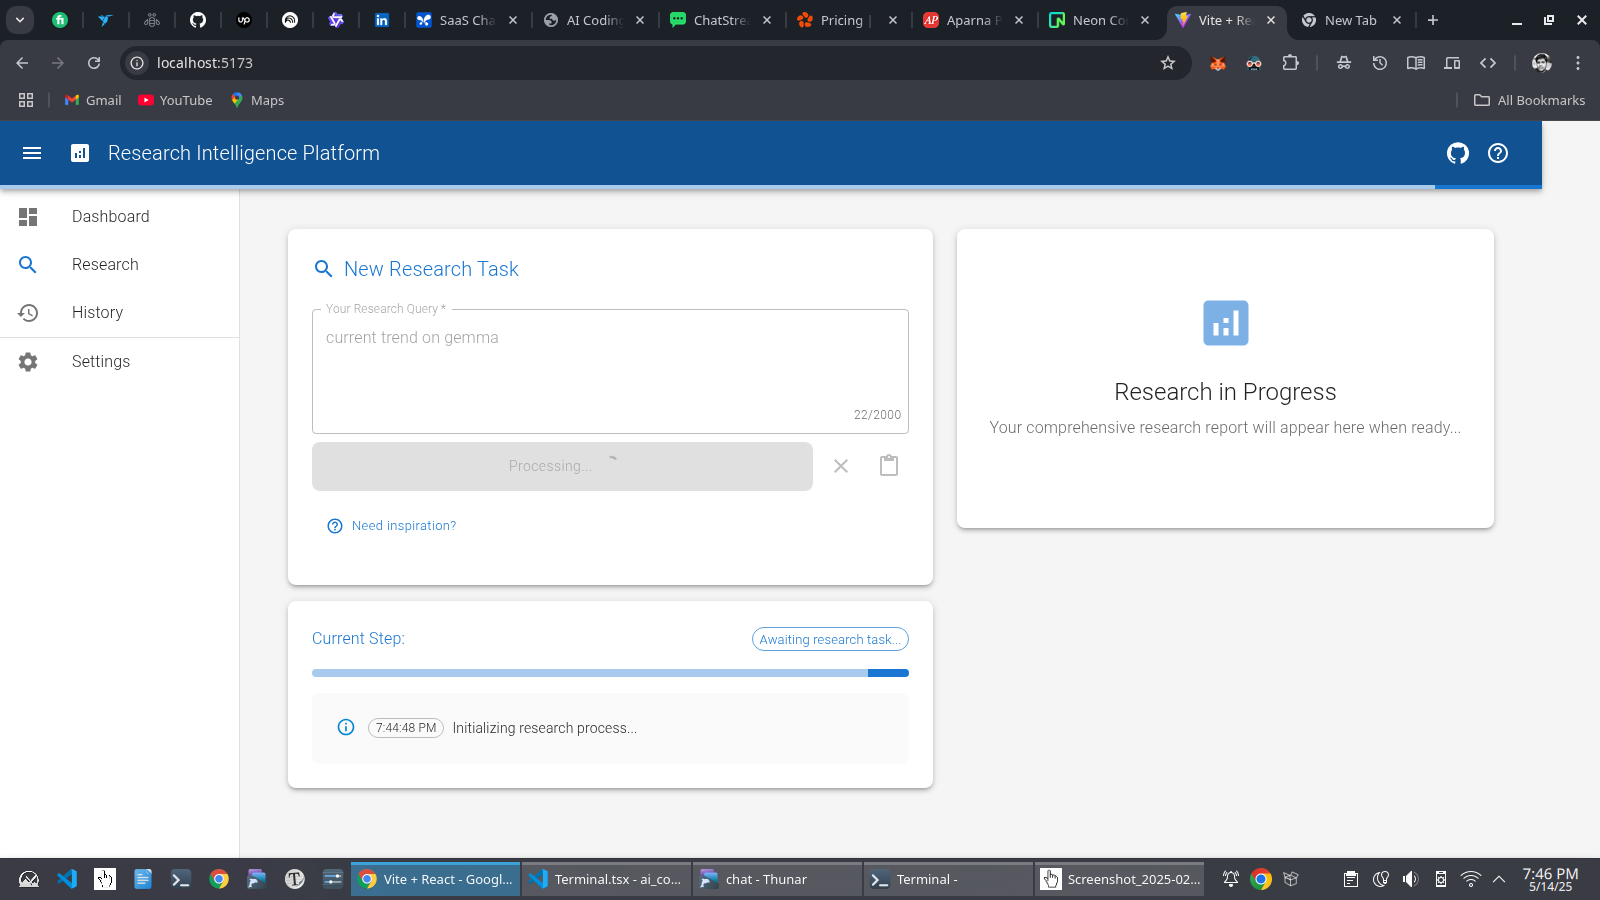 up
SaaS Cha
AI Coding
ChatStrea
Pricing |
AP Aparna P
Neon Co
Vite + Re
New Tab
localhost:5173
Gmail
YouTube
Maps
All Bookmarks
Research Intelligence Platform
Dashboard
Research
History
Settings
New Research Task
Your Research Query *
current trend on gemma
22/2000
Processing...
Need inspiration?
Research in Progress
Your comprehensive research report will appear here when ready...
Current Step:
Awaiting research task...
7:44:48 PM Initializing research process...
Vite + React - Googl...
Terminal.tsx - ai_co...
chat - Thunar
Terminal -
Screenshot_2025-02...
7:46 PM
5/14/25